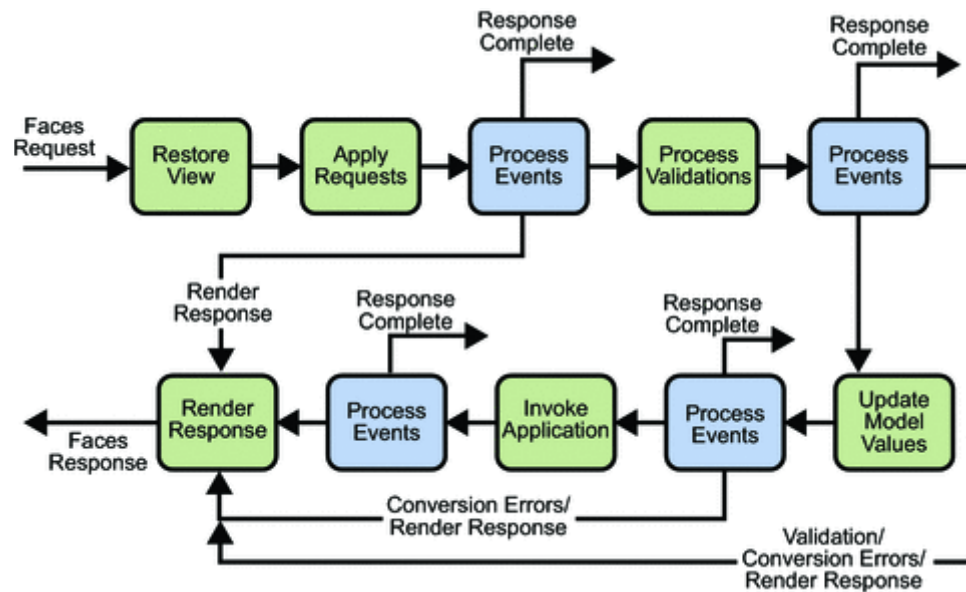 Response
Complete
Response
Complete
Faces
Request
Restore
View
Apply
Requests
Process
Events
Process
Validations
Process
Events
Render
Response
Response
Complete
Response
Complete
Render
Response
Process
Events
Invoke
Application
Process
Events
Update
Model
Values
Faces
Response
Conversion Errors/
Render Response
Validation/
Conversion Errors/
Render Response